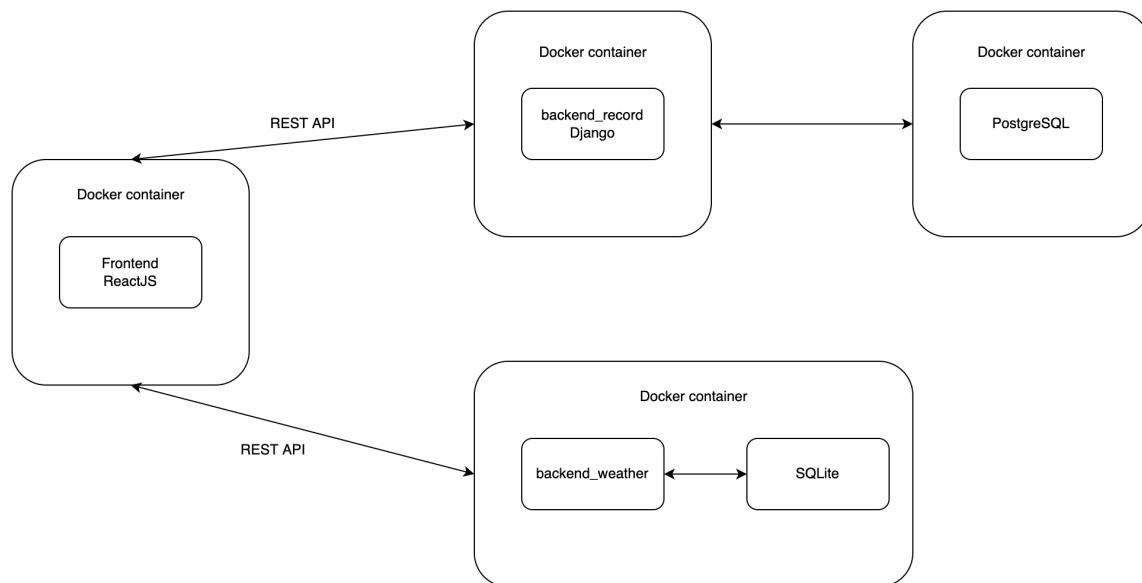 Docker container
backend_record
Django
Docker container
PostgreSQL
REST API
Docker container
Frontend
ReactJS
REST API
Docker container
backend_weather
SQLite